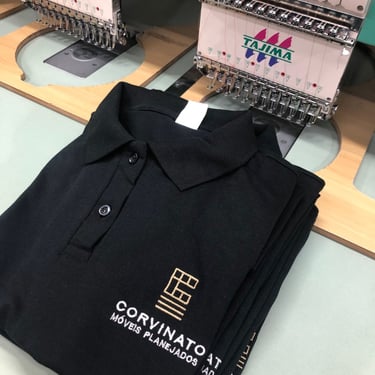 TAJIMA
CORVINATO
MÓVEIS PLANEJADOS